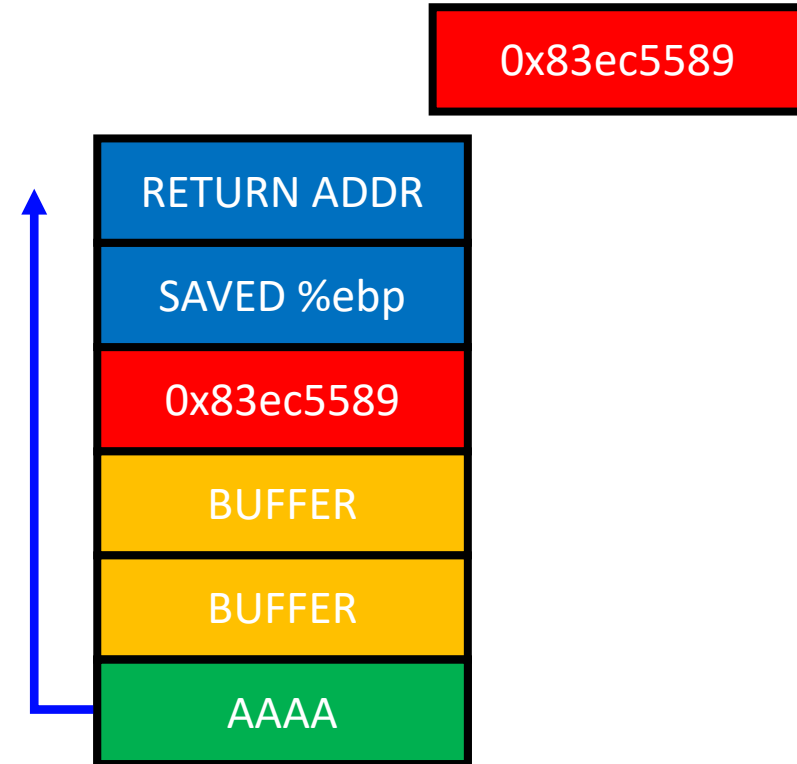 0x83ec5589
RETURN ADDR
SAVED %ebp
0x83ec5589
BUFFER
BUFFER
AAAA